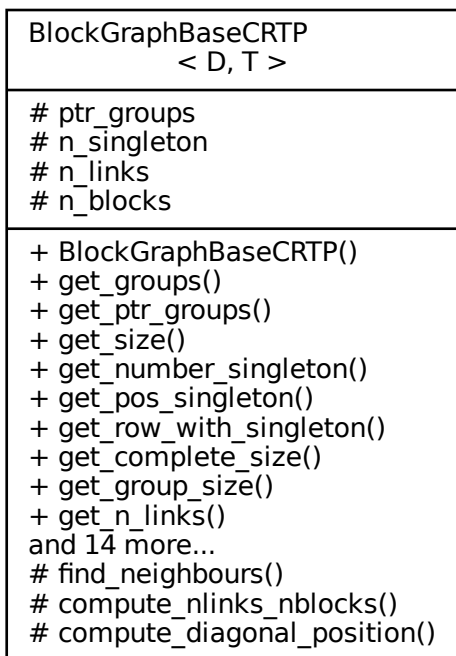 BlockGraphBaseCRTP
< D, T >
# ptr_groups
# n_singleton
# n_links
# n_blocks
+ BlockGraphBaseCRTP()
+ get_groups()
+ get_ptr_groups()
+ get_size()
+ get_number_singleton()
+ get_pos_singleton()
+ get_row_with_singleton()
+ get_complete_size()
+ get_group_size()
+ get_n_links()
and 14 more...
# find_neighbours()
# compute_nlinks_nblocks()
# compute_diagonal_position()